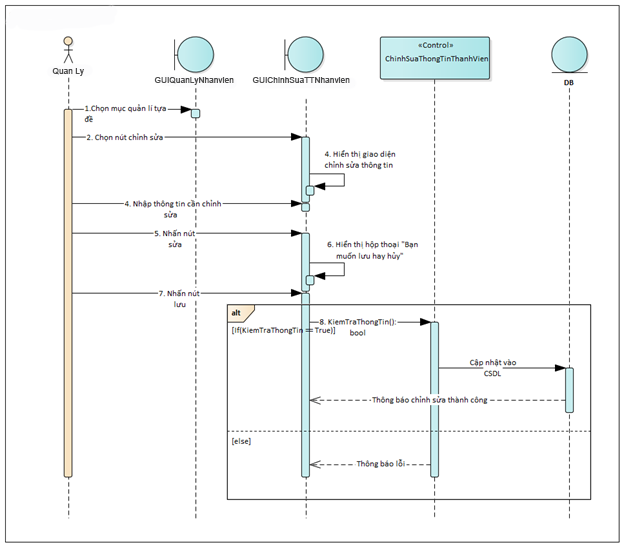 «Control»
ChinhSuaThongTinThanhVien
Quan Ly
GUIQuanLyNhanvien
GUIChinhSuaTTNhanvien
DB
1.Chọn mục quản lí tựa
đề
2. Chọn nút chỉnh sửa
4. Hiển thị giao diện
chỉnh sửa thông tin
4. Nhập thông tin cần chỉnh
sửa
5. Nhấn nút
sửa
6. Hiển thị hộp thoại "Bạn
muốn lưu hay hủy"
7. Nhấn nút
lưu
alt
[If(KiemTraThongTin == True)]
8. KiemTraThongTin():
bool
Cập nhật vào
CSDL
Thông báo chỉnh sửa thành công
[else]
Thông báo lỗi